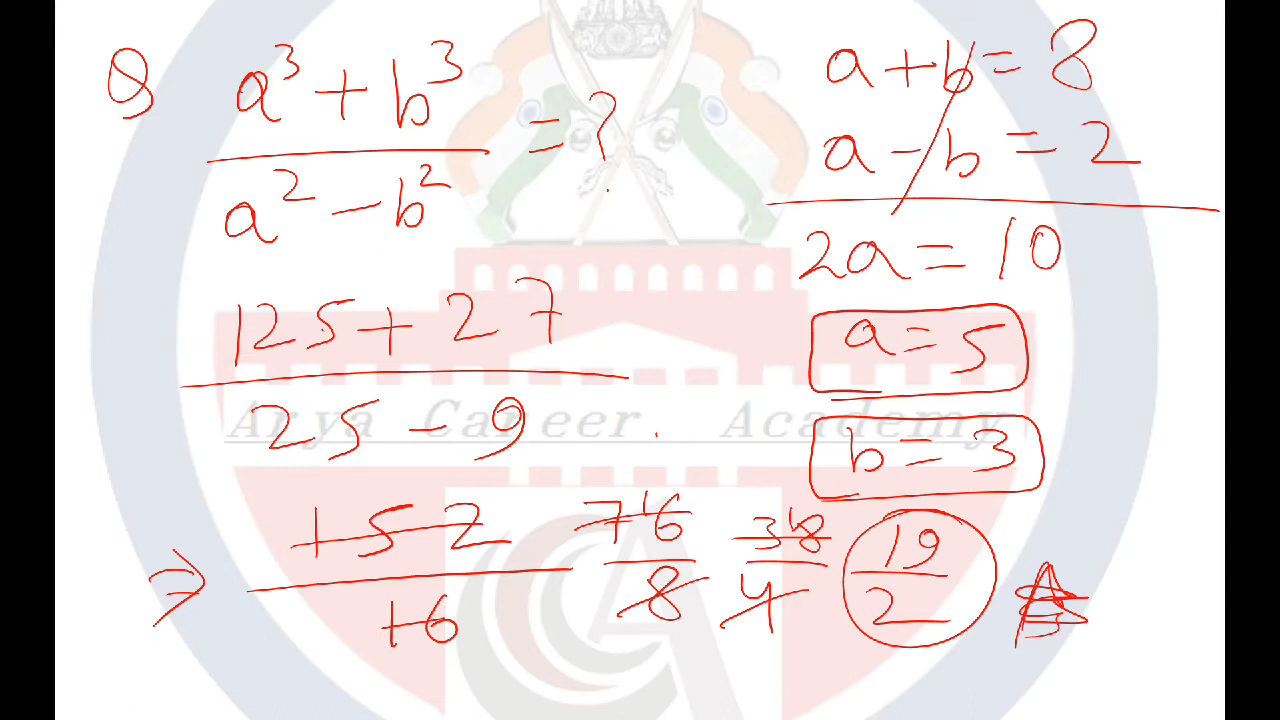 Q a³ + b³ / a² - b² = ?
125 + 27 / 25 - 9
⇒ 152 / 16 76 / 8 38 / 4 19 / 2
a + b = 8
a - b = 2
2a = 10
a = 5
b = 3
Arya Career Academy